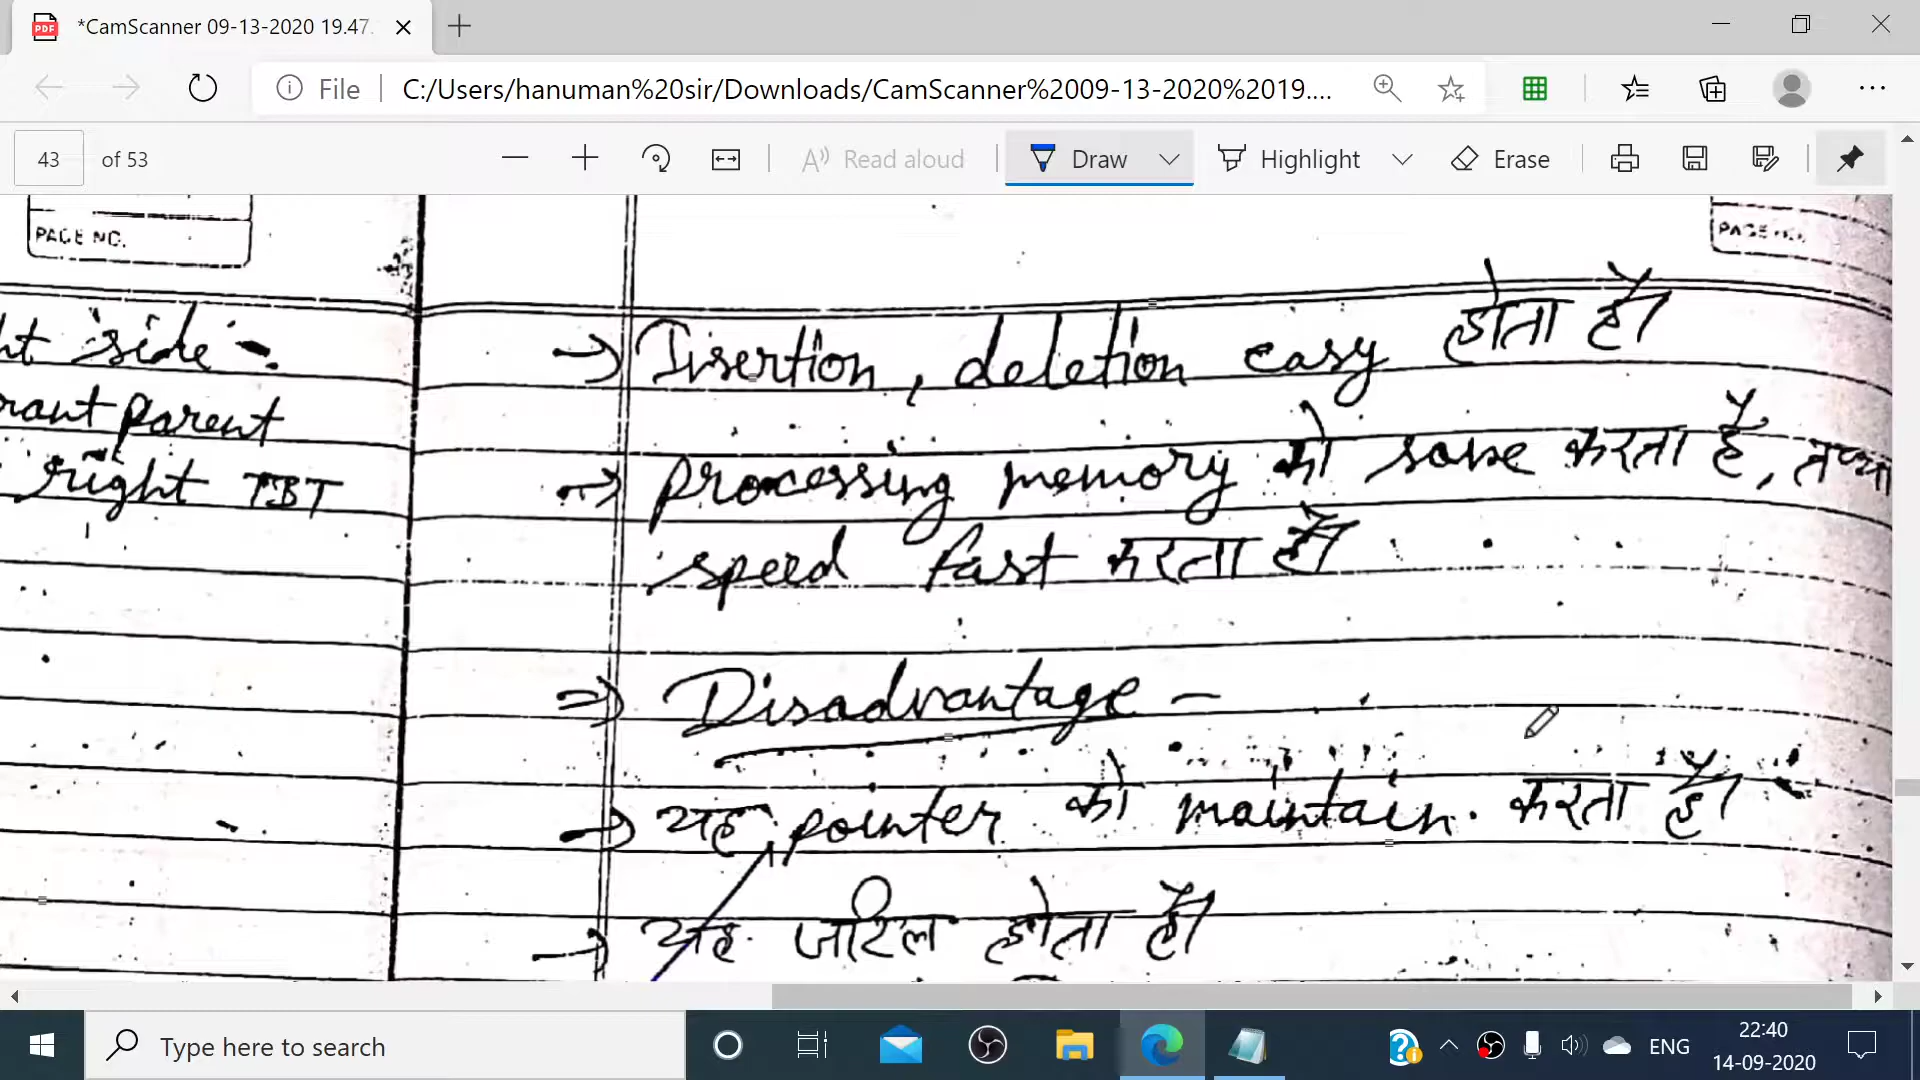 *CamScanner 09-13-2020 19.47.
File
C:/Users/hanuman%20sir/Downloads/CamScanner%2009-13-2020%2019....
43 of 53
Read aloud
Draw
Highlight
Erase
PAGE NO.
side -
parent
right TBT
PAGE NO.
→ Insertion, deletion easy होता है।
→ processing memory को save करता है, तथा
speed fast करता है।
⇒ Disadvantage -
→ यह pointer को maintain करता है।
→ यह जटिल होता है।
Type here to search
ENG
22:40
14-09-2020